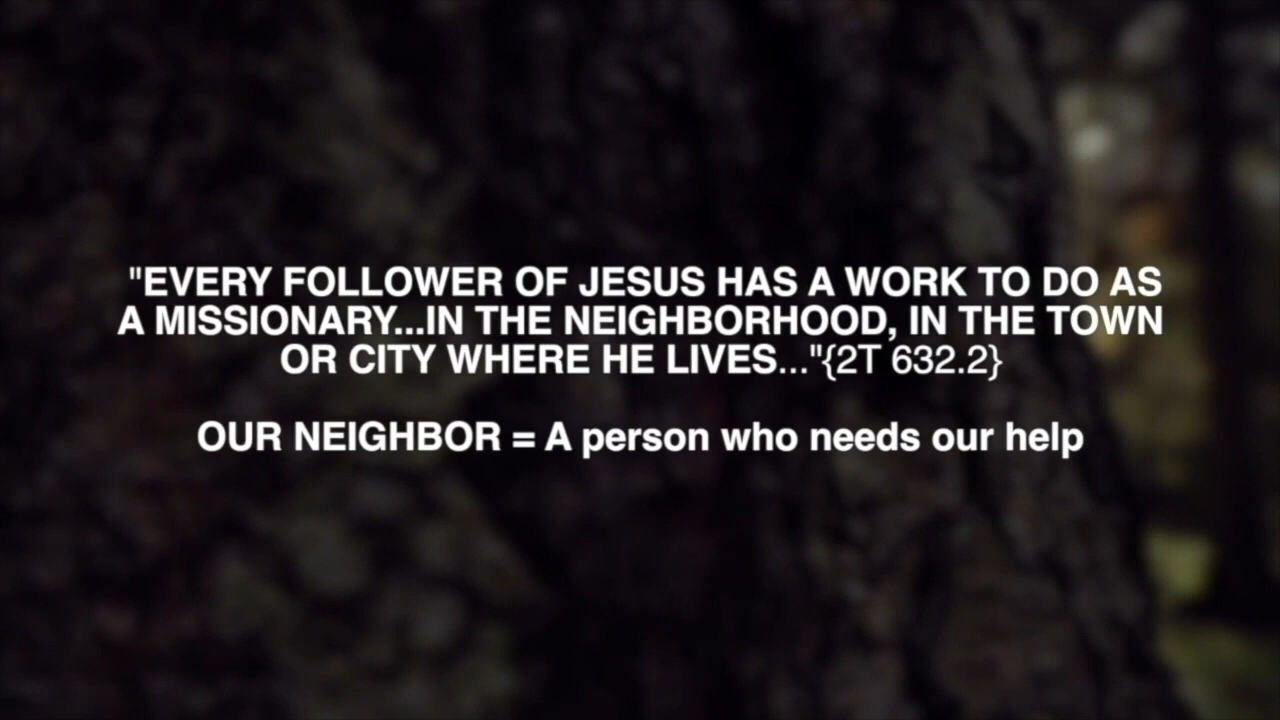 "EVERY FOLLOWER OF JESUS HAS A WORK TO DO AS
A MISSIONARY...IN THE NEIGHBORHOOD, IN THE TOWN
OR CITY WHERE HE LIVES..."{2T 632.2}
OUR NEIGHBOR = A person who needs our help